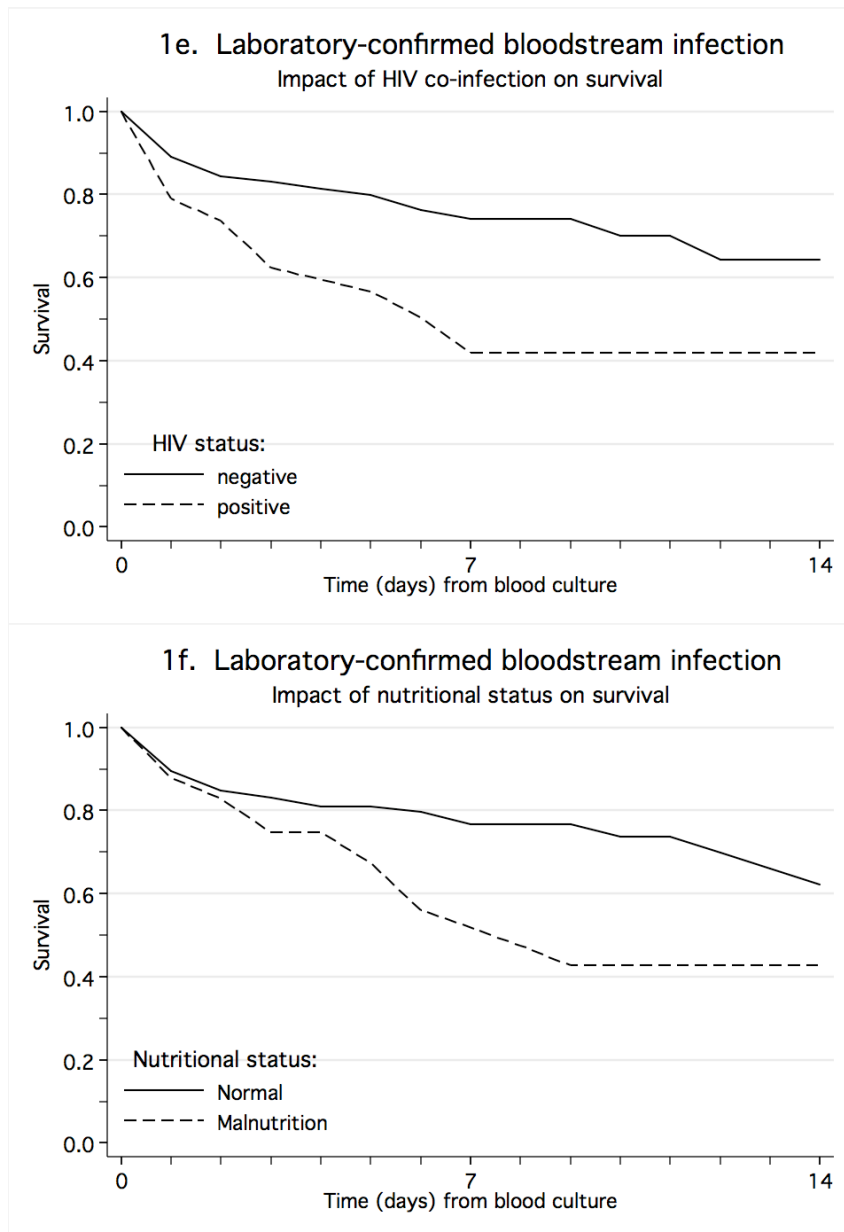 1e. Laboratory-confirmed bloodstream infection
Impact of HIV co-infection on survival
1.0
0.8
0.6
0.4
0.2
0.0
Survival
HIV status:
negative
positive
0 7 14
Time (days) from blood culture
1f. Laboratory-confirmed bloodstream infection
Impact of nutritional status on survival
1.0
0.8
0.6
0.4
0.2
0.0
Survival
Nutritional status:
Normal
Malnutrition
0 7 14
Time (days) from blood culture